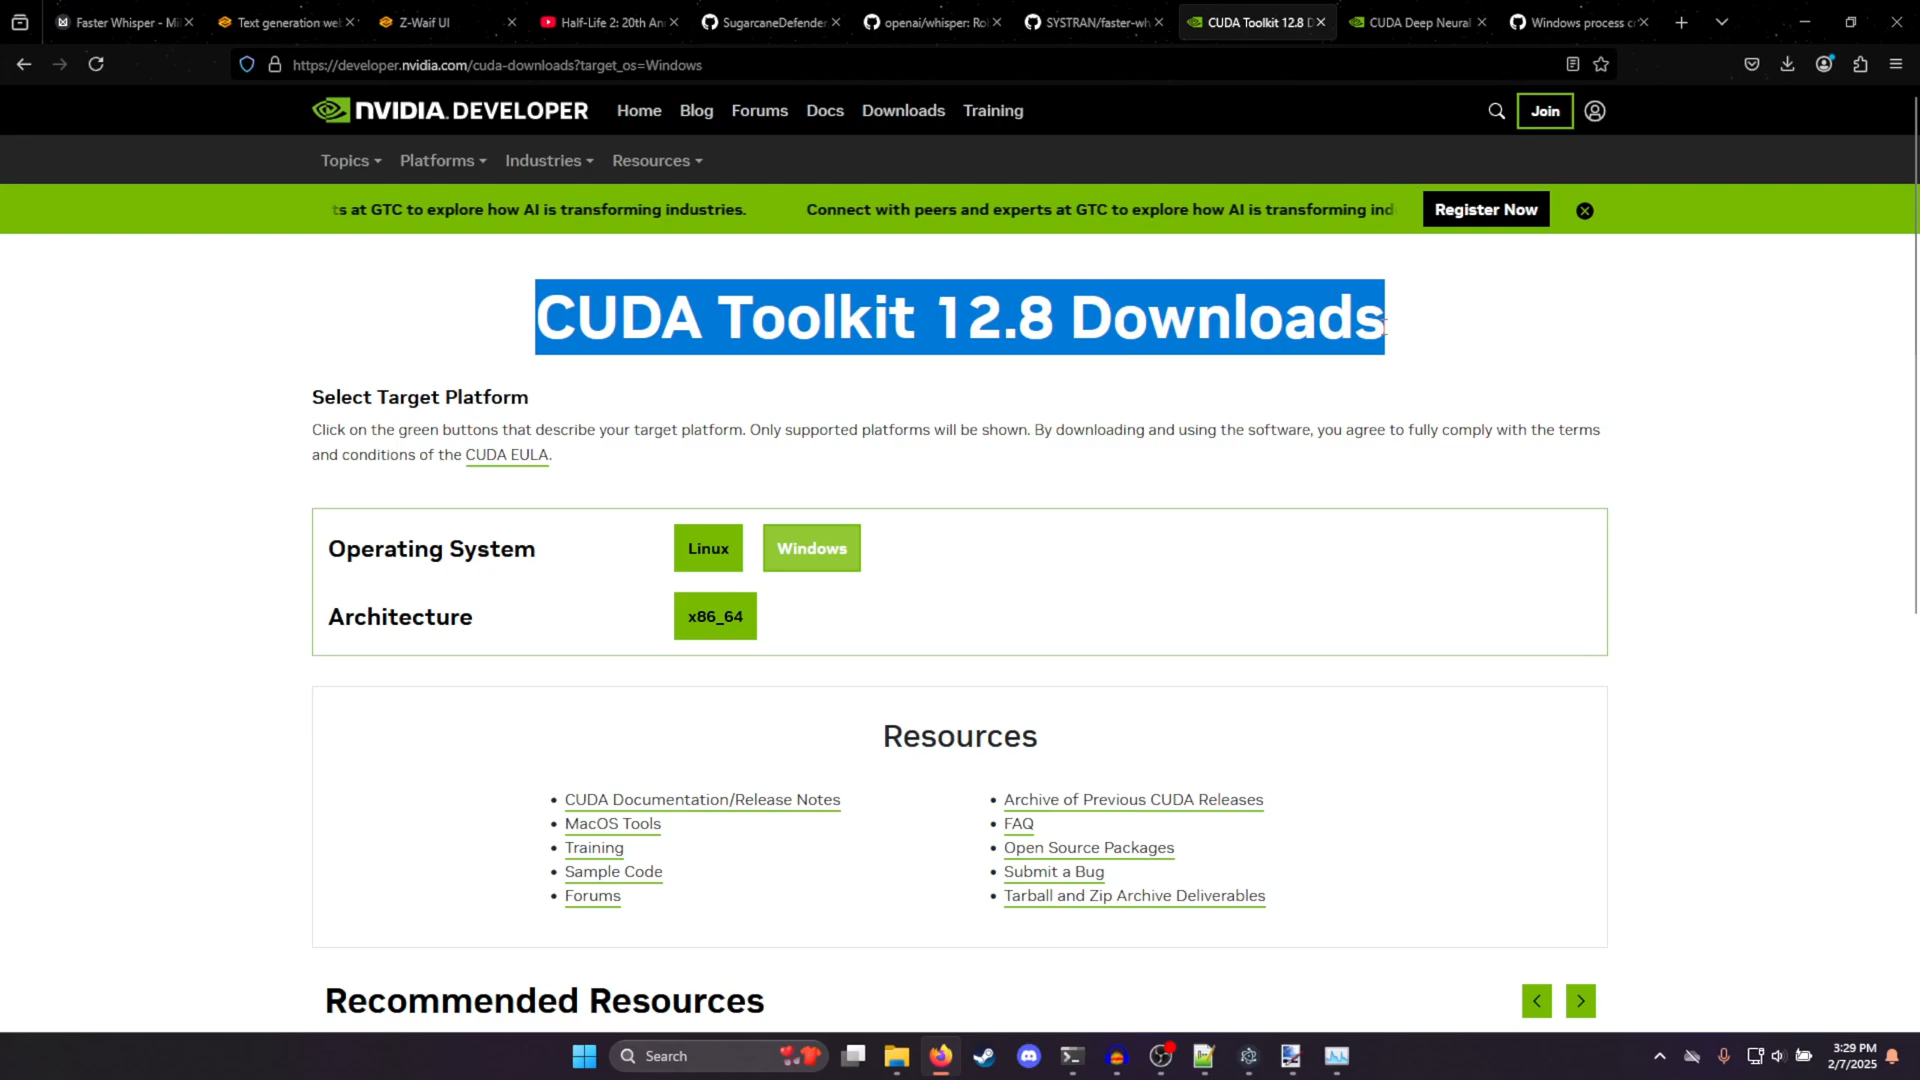 Faster Whisper - Mi
Text generation we
Z-Waif UI
Half-Life 2: 20th An
SugarcaneDefender
openai/whisper: Ro
SYSTRAN/faster-wh
CUDA Toolkit 12.8 D
CUDA Deep Neural
Windows process c
https://developer.nvidia.com/cuda-downloads?target_os=Windows
NVIDIA. DEVELOPER
Home
Blog
Forums
Docs
Downloads
Training
Join
Topics
Platforms
Industries
Resources
ts at GTC to explore how AI is transforming industries.
Connect with peers and experts at GTC to explore how AI is transforming ind
Register Now
CUDA Toolkit 12.8 Downloads
Select Target Platform
Click on the green buttons that describe your target platform. Only supported platforms will be shown. By downloading and using the software, you agree to fully comply with the terms
and conditions of the CUDA EULA.
Operating System
Linux
Windows
Architecture
x86_64
Resources
CUDA Documentation/Release Notes
MacOS Tools
Training
Sample Code
Forums
Archive of Previous CUDA Releases
FAQ
Open Source Packages
Submit a Bug
Tarball and Zip Archive Deliverables
Recommended Resources
Search
3:29 PM
2/7/2025